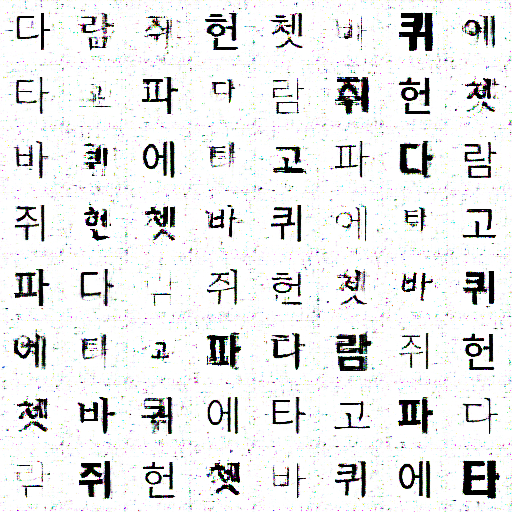 다 람 쥐 헌 쳇 바 퀴 에
타 고 파 다 람 쥐 헌 쳇
바 퀴 에 타 고 파 다 람
쥐 헌 쳇 바 퀴 에 타 고
파 다 람 쥐 헌 쳇 바 퀴
에 타 고 파 다 람 쥐 헌
쳇 바 퀴 에 타 고 파 다
람 쥐 헌 쳇 바 퀴 에 타